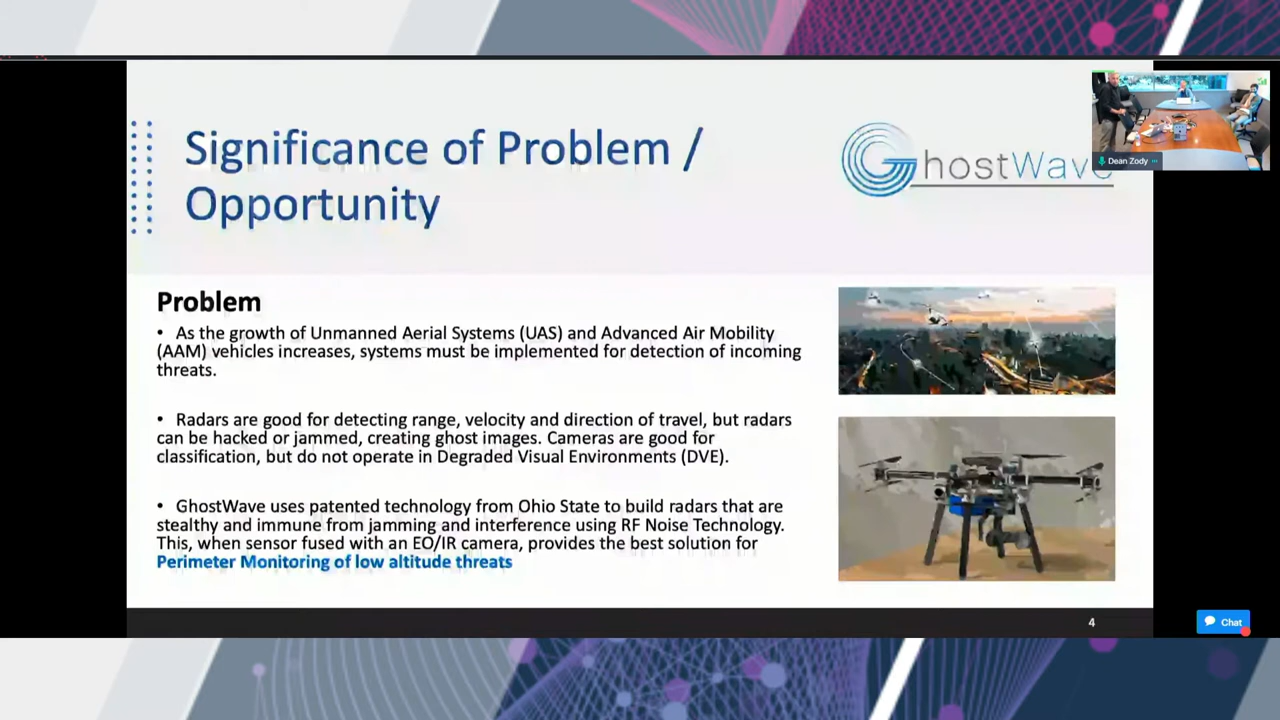 Significance of Problem /
Opportunity
GhostWave
Dean Zody
Problem
• As the growth of Unmanned Aerial Systems (UAS) and Advanced Air Mobility
(AAM) vehicles increases, systems must be implemented for detection of incoming
threats.
• Radars are good for detecting range, velocity and direction of travel, but radars
can be hacked or jammed, creating ghost images. Cameras are good for
classification, but do not operate in Degraded Visual Environments (DVE).
• GhostWave uses patented technology from Ohio State to build radars that are
stealthy and immune from jamming and interference using RF Noise Technology.
This, when sensor fused with an EO/IR camera, provides the best solution for
Perimeter Monitoring of low altitude threats
4
Chat